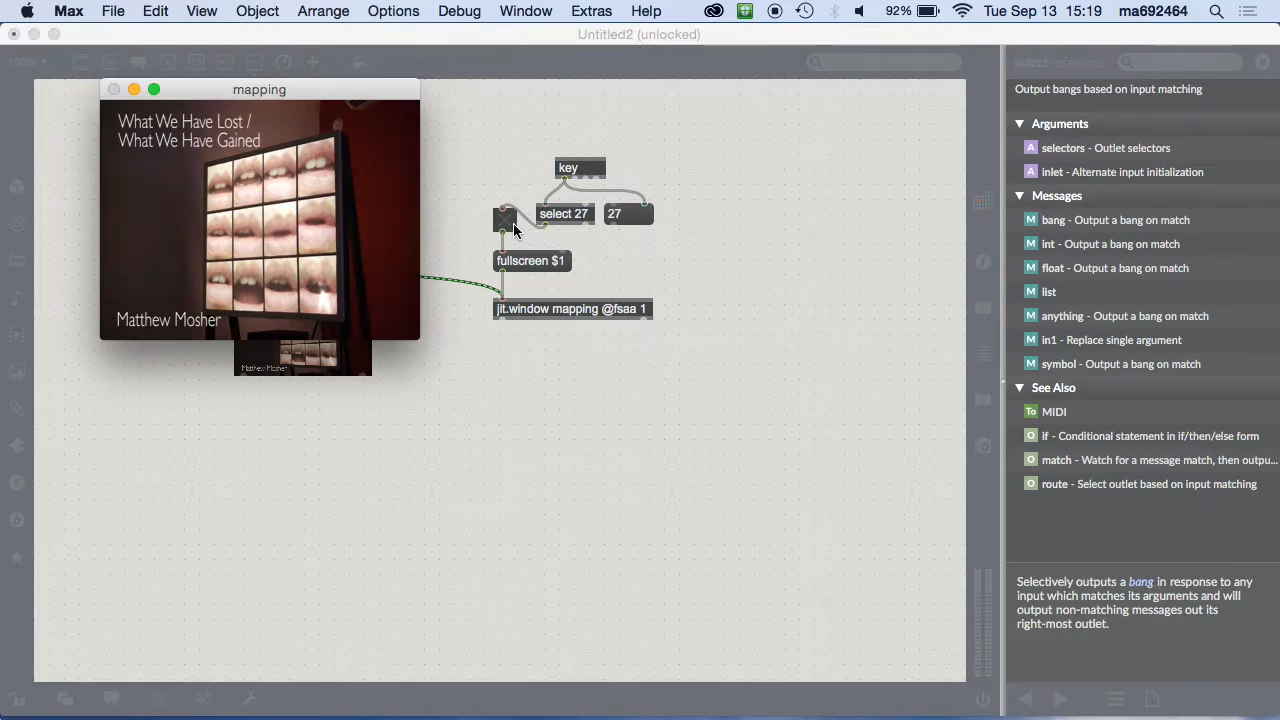 Max File Edit View Object Arrange Options Debug Window Extras Help 92% Tue Sep 13 15:19 ma692464
Untitled2 (unlocked)
100%
select reference
mapping
What We Have Lost /
What We Have Gained
Matthew Mosher
Matthew Mosher
key
select 27
27
fullscreen $1
jit.window mapping @fsaa 1
Output bangs based on input matching
Arguments
A selectors - Outlet selectors
A Inlet - Alternate input initialization
Messages
M bang - Output a bang on match
M int - Output a bang on match
M float - Output a bang on match
M list
M anything - Output a bang on match
M in1 - Replace single argument
M symbol - Output a bang on match
See Also
To MIDI
O if - Conditional statement in if/then/else form
O match - Watch for a message match, then outpu...
O route - Select outlet based on input matching
Selectively outputs a bang in response to any
input which matches its arguments and will
output non-matching messages out its
right-most outlet.